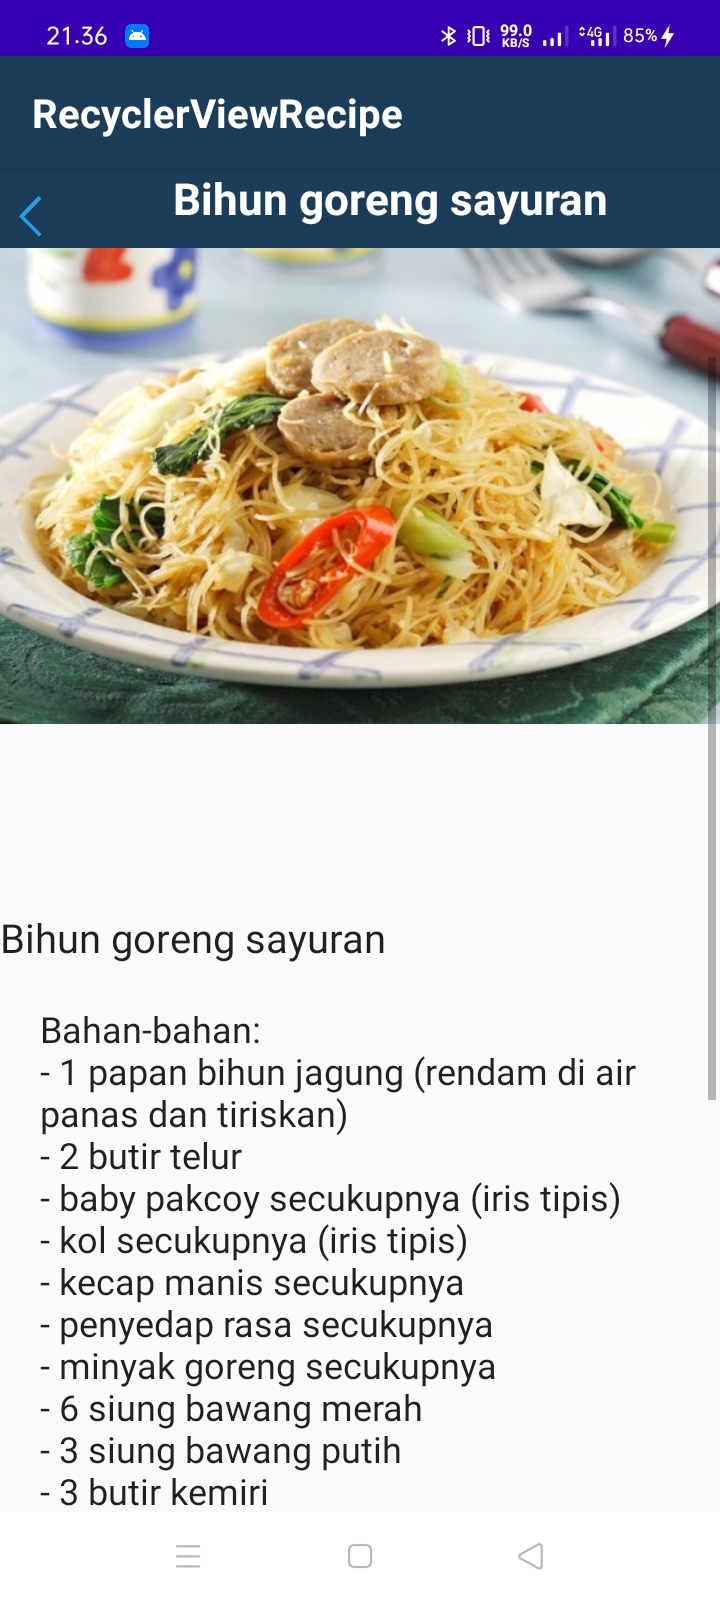 21.36
99.0
KB/S
4G
85%
RecyclerViewRecipe
Bihun goreng sayuran
Bihun goreng sayuran
Bahan-bahan:
- 1 papan bihun jagung (rendam di air
panas dan tiriskan)
- 2 butir telur
- baby pakcoy secukupnya (iris tipis)
- kol secukupnya (iris tipis)
- kecap manis secukupnya
- penyedap rasa secukupnya
- minyak goreng secukupnya
- 6 siung bawang merah
- 3 siung bawang putih
- 3 butir kemiri